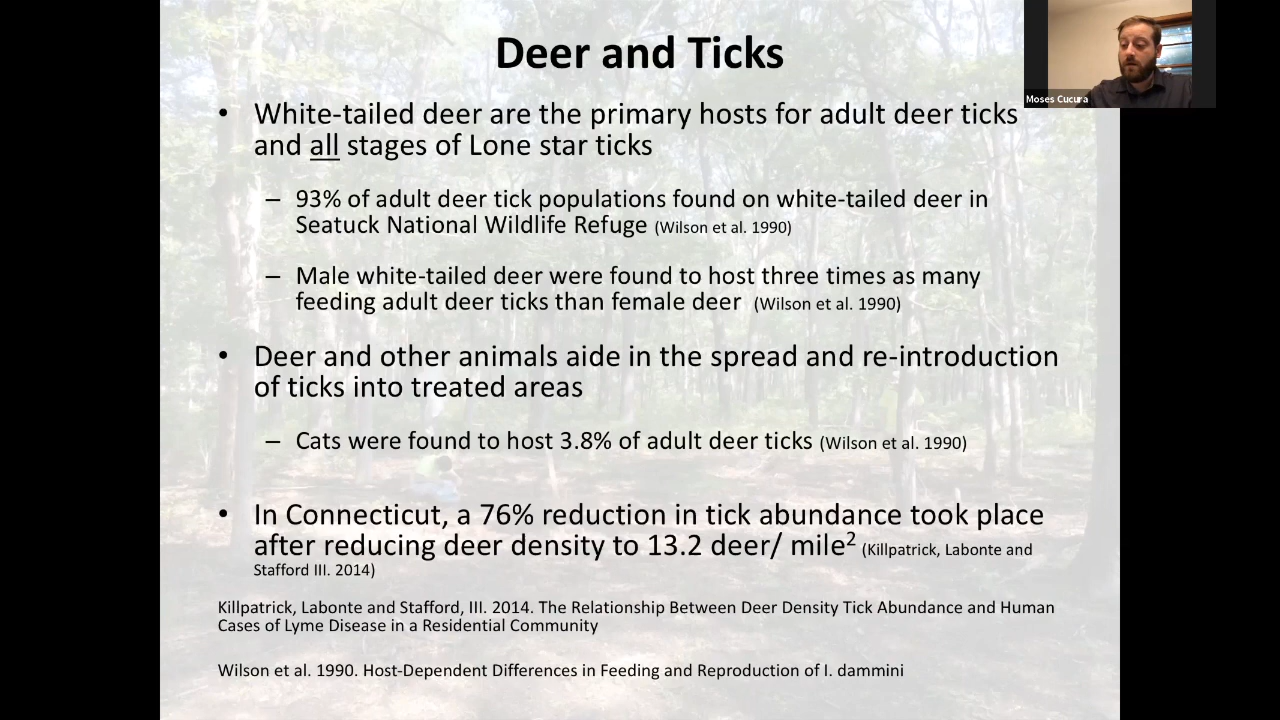 Deer and Ticks
Moses Cucura
• White-tailed deer are the primary hosts for adult deer ticks
and all stages of Lone star ticks
– 93% of adult deer tick populations found on white-tailed deer in
Seatuck National Wildlife Refuge (Wilson et al. 1990)
– Male white-tailed deer were found to host three times as many
feeding adult deer ticks than female deer (Wilson et al. 1990)
• Deer and other animals aide in the spread and re-introduction
of ticks into treated areas
– Cats were found to host 3.8% of adult deer ticks (Wilson et al. 1990)
• In Connecticut, a 76% reduction in tick abundance took place
after reducing deer density to 13.2 deer/ mile² (Killpatrick, Labonte and
Stafford III. 2014)
Killpatrick, Labonte and Stafford, III. 2014. The Relationship Between Deer Density Tick Abundance and Human
Cases of Lyme Disease in a Residential Community
Wilson et al. 1990. Host-Dependent Differences in Feeding and Reproduction of I. dammini